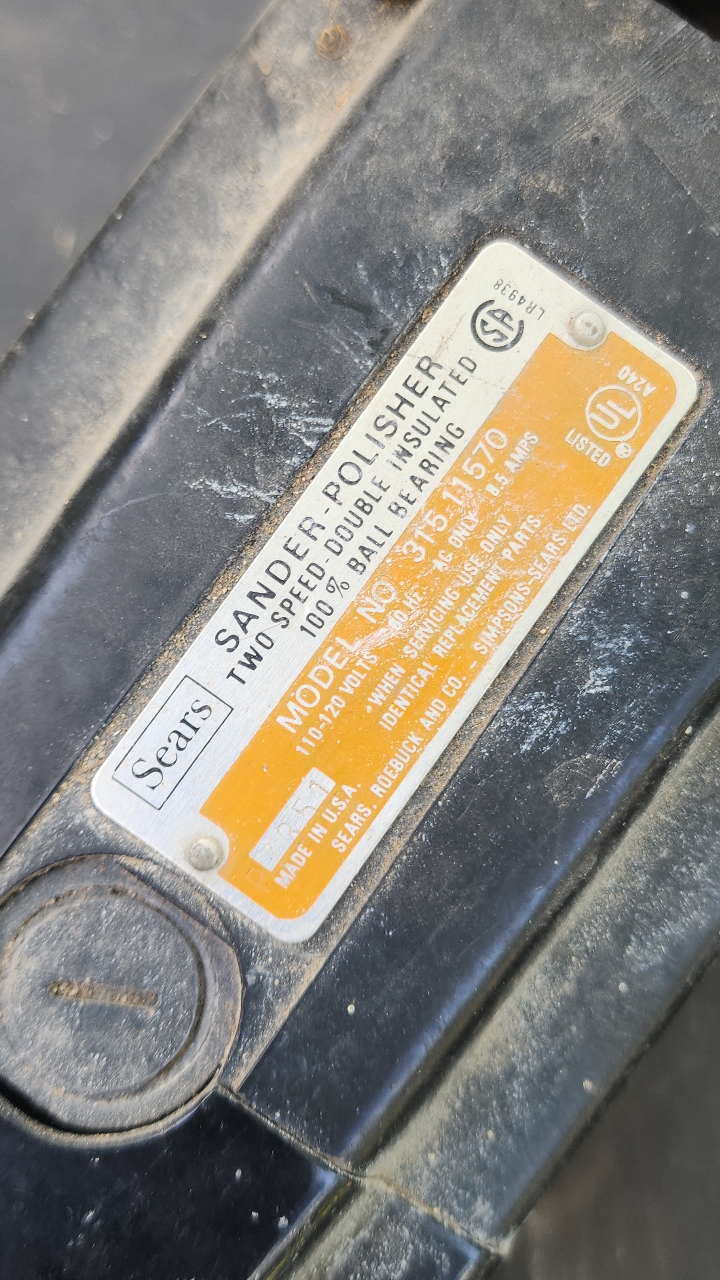 Sears
SANDER-POLISHER
TWO SPEED-DOUBLE INSULATED
100% BALL BEARING
SA
LR4938
MODEL NO 315.11570
110-120 VOLTS 60 Hz AC ONLY 8.5 AMPS
WHEN SERVICING USE ONLY
IDENTICAL REPLACEMENT PARTS
MADE IN U.S.A.
SEARS, ROEBUCK AND CO. - SIMPSONS-SEARS LTD.
UL
LISTED
A240